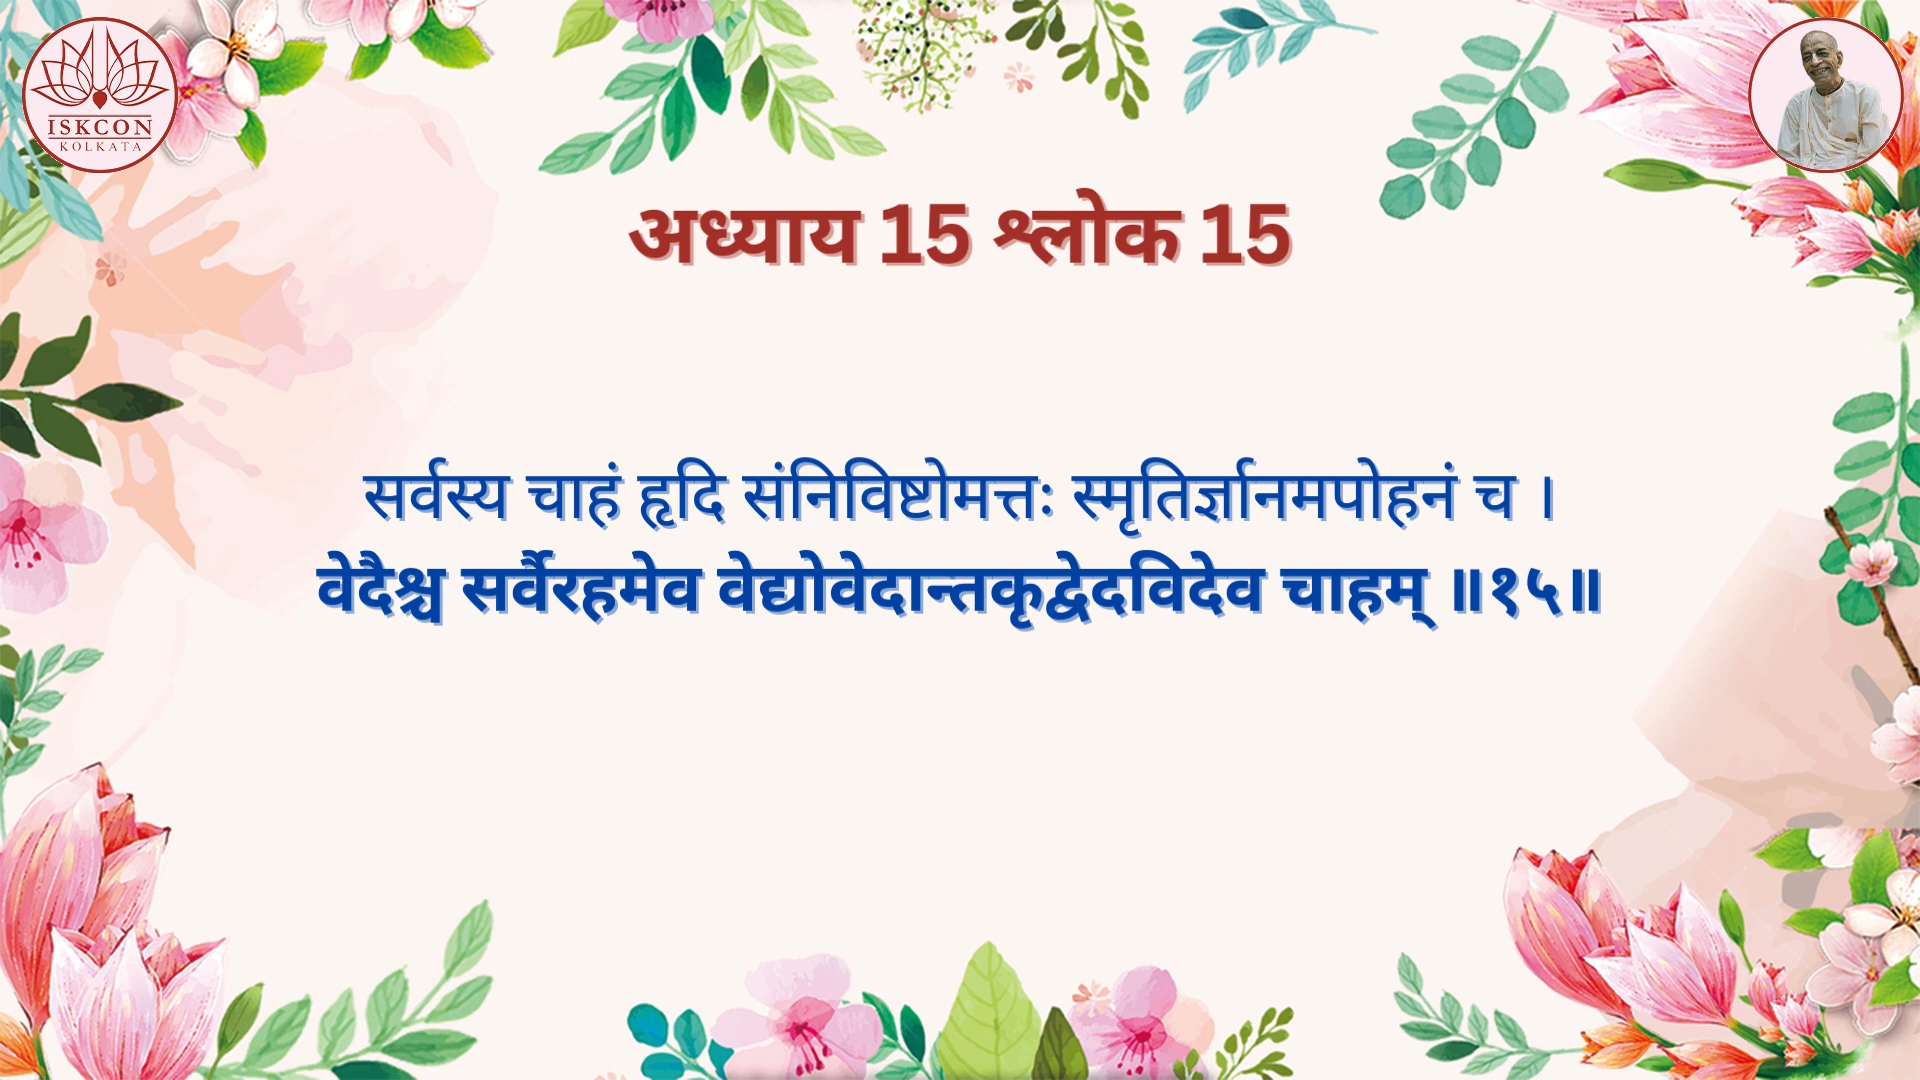 ISKCON
KOLKATA
अध्याय 15 श्लोक 15
सर्वस्य चाहं हृदि संनिविष्टोमत्तः स्मृतिर्ज्ञानमपोहनं च ।
वेदैश्च सर्वैरहमेव वेद्योवेदान्तकृद्वेदविदेव चाहम् ॥१५॥